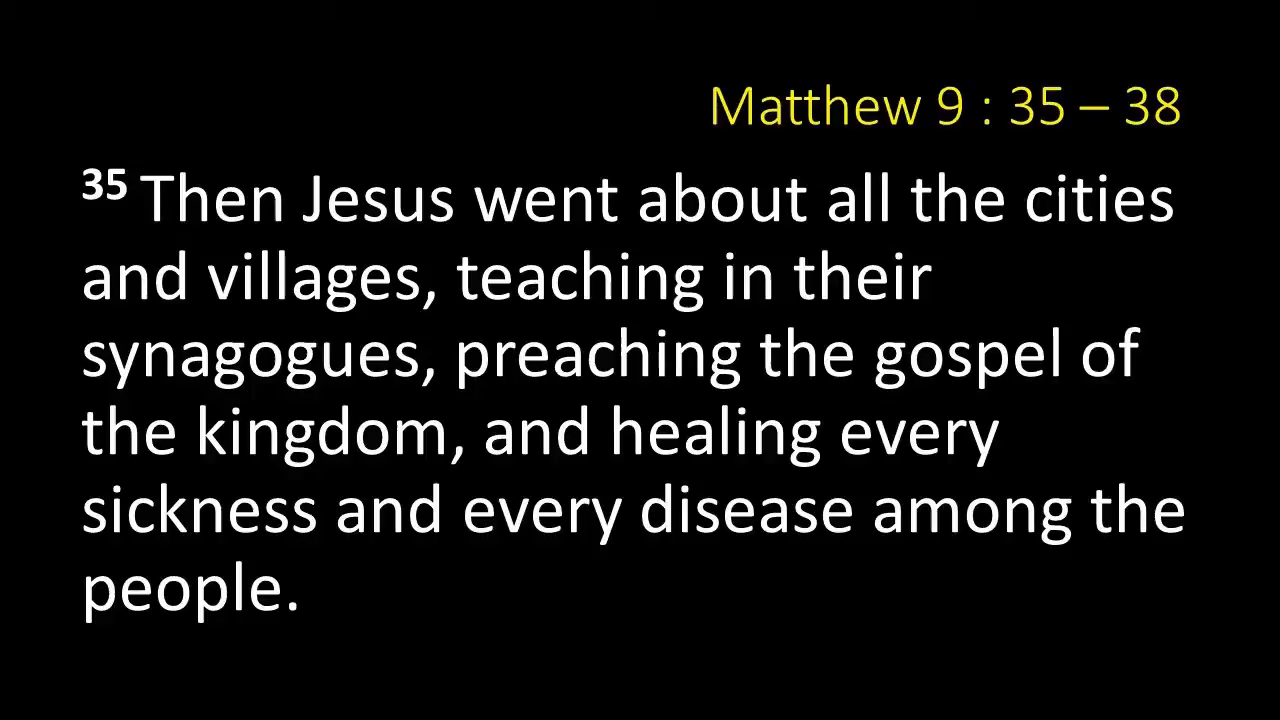 Matthew 9 : 35 – 38
35 Then Jesus went about all the cities
and villages, teaching in their
synagogues, preaching the gospel of
the kingdom, and healing every
sickness and every disease among the
people.